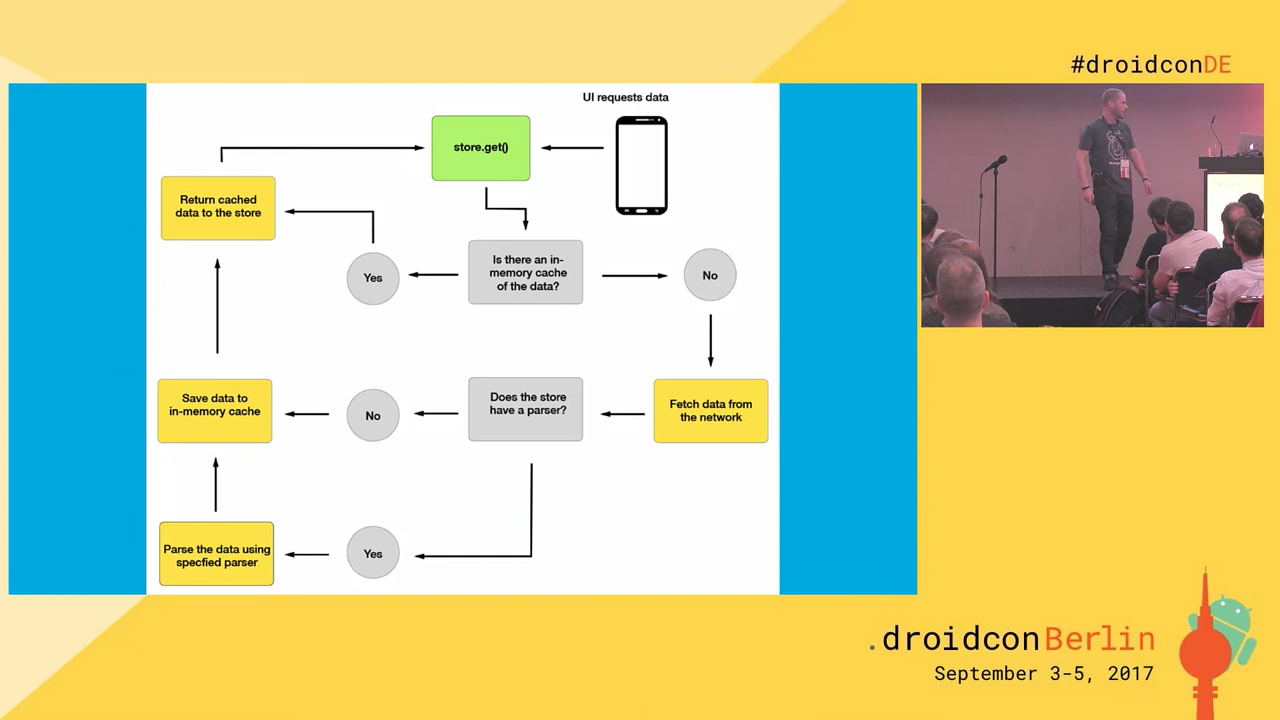 #droidconDE
UI requests data
store.get()
Return cached
data to the store
Is there an in-
memory cache
of the data?
Yes
No
Save data to
in-memory cache
No
Does the store
have a parser?
Fetch data from
the network
Parse the data using
specfied parser
Yes
.droidconBerlin
September 3-5, 2017